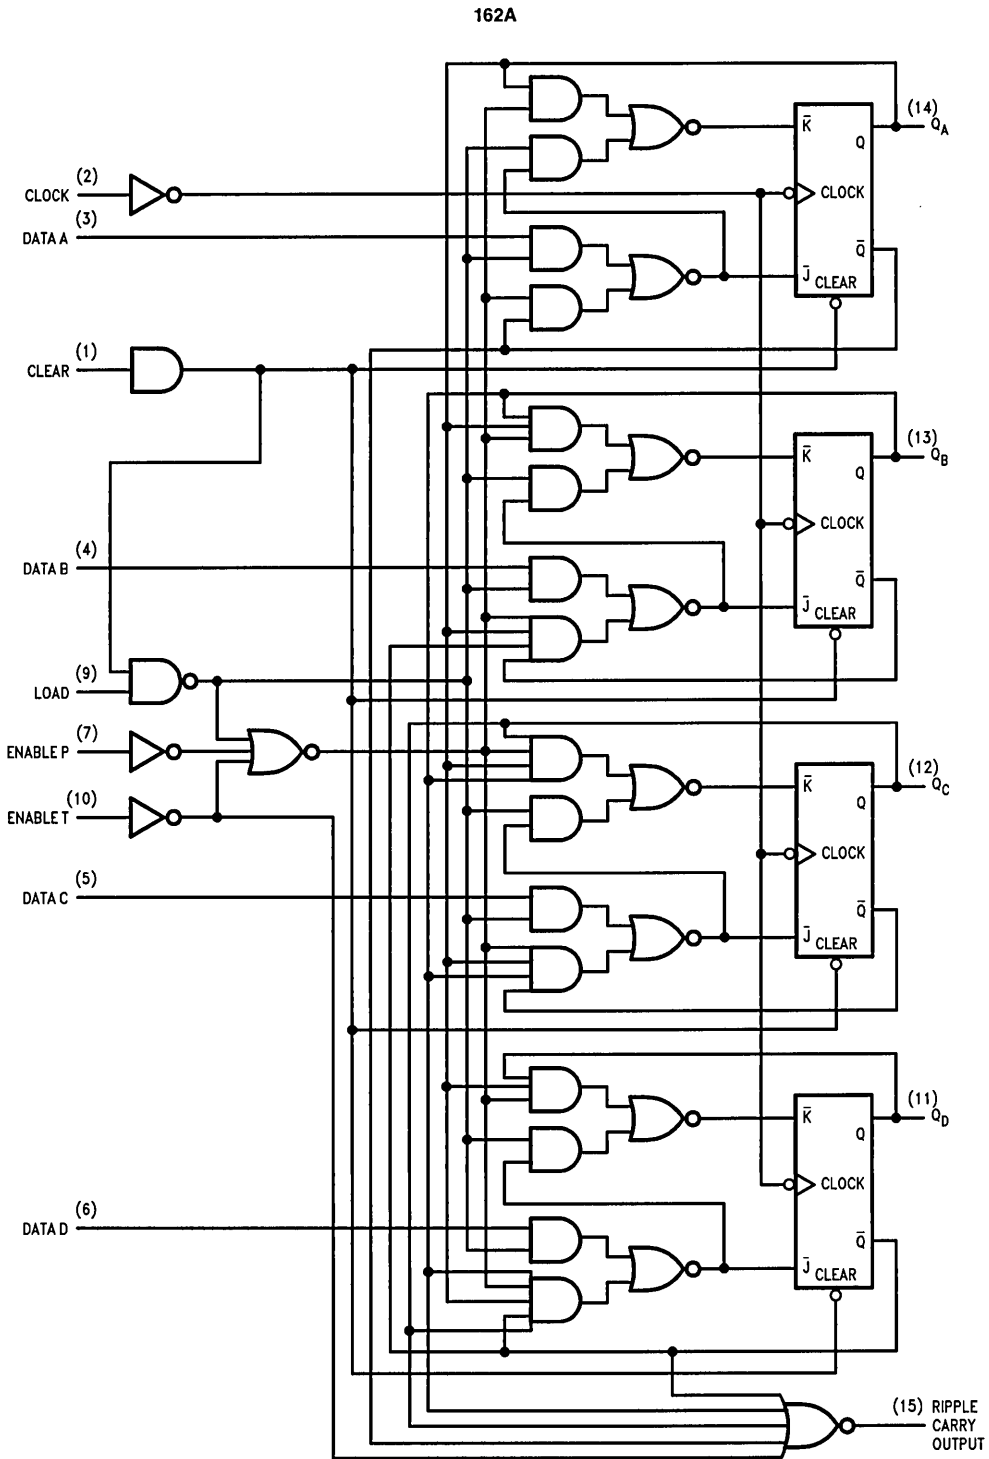 162A
(14)
K̅
Q_A
Q
(2)
CLOCK
CLOCK
(3)
DATA A
Q̅
J̅
CLEAR
(1)
CLEAR
(13)
K̅
Q_B
Q
CLOCK
(4)
DATA B
Q̅
J̅
CLEAR
(9)
LOAD
(7)
ENABLE P
(12)
K̅
Q_C
Q
(10)
ENABLE T
CLOCK
(5)
DATA C
Q̅
J̅
CLEAR
(11)
K̅
Q_D
Q
CLOCK
(6)
DATA D
Q̅
J̅
CLEAR
(15) RIPPLE
CARRY
OUTPUT